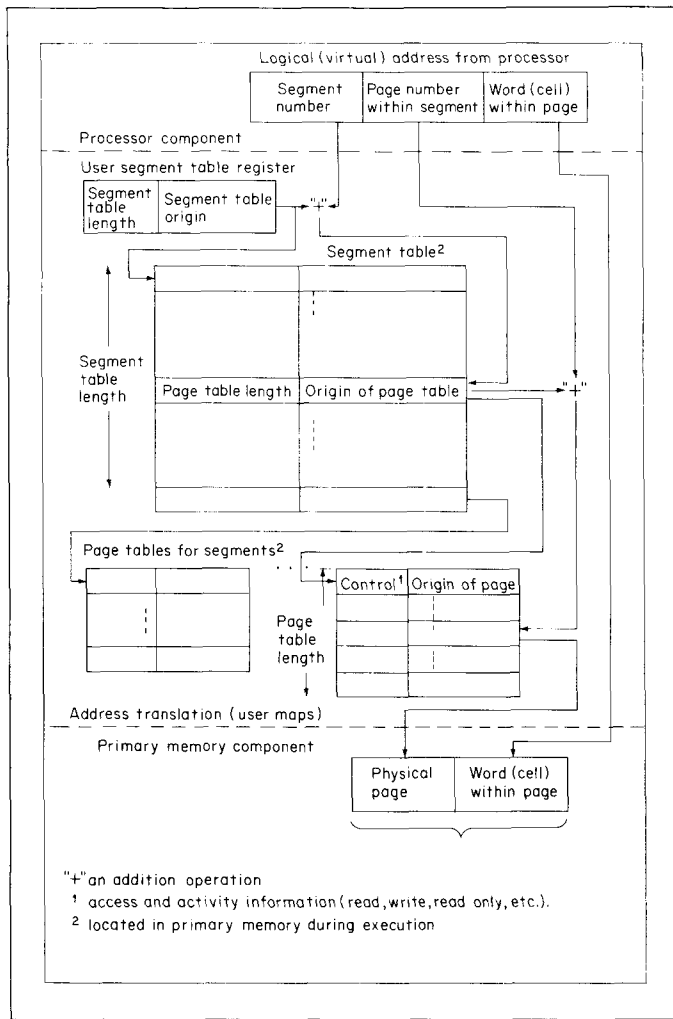 Logical (virtual) address from processor
Segment number
Page number within segment
Word (cell) within page
Processor component
User segment table register
Segment table length
Segment table origin
"+"
Segment table2
Segment table length
Page table length
Origin of page table
"+"
Page tables for segments2
. . .
Control1
Origin of page
Page table length
Address translation (user maps)
Primary memory component
Physical page
Word (cell) within page
"+" an addition operation
1 access and activity information (read, write, read only, etc.).
2 located in primary memory during execution